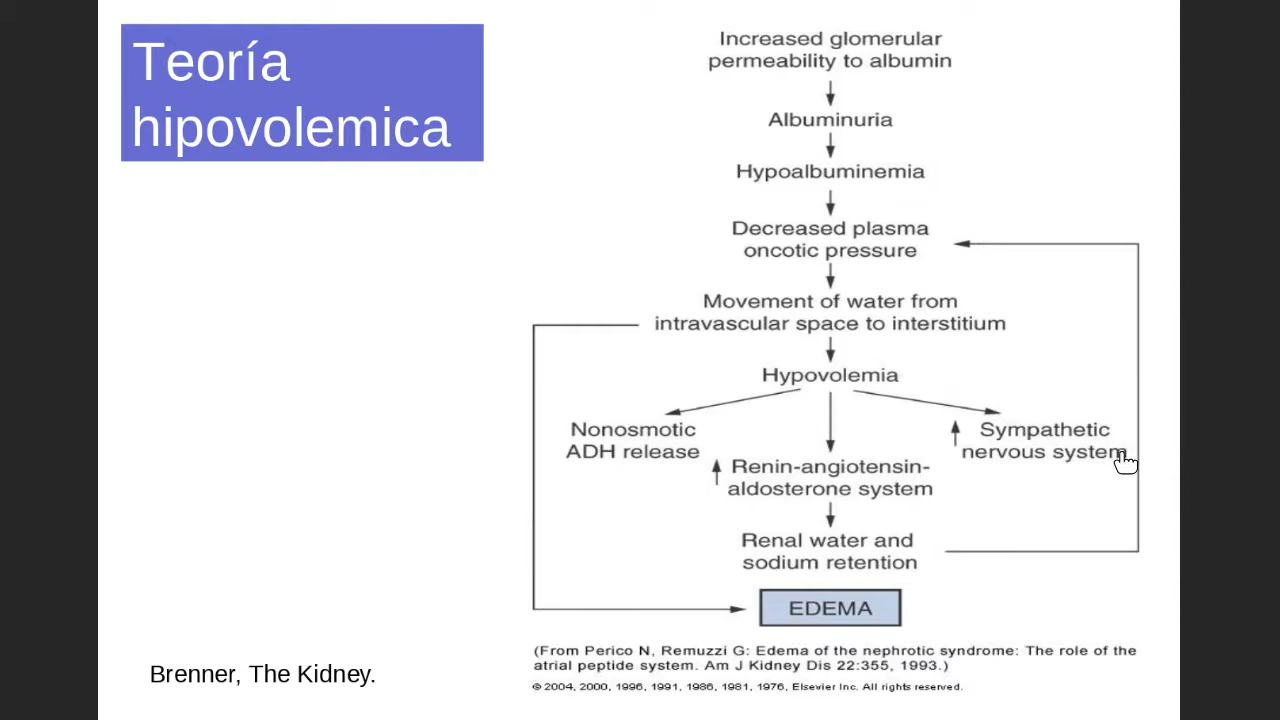 Teoría
hipovolemica
Increased glomerular
permeability to albumin
Albuminuria
Hypoalbuminemia
Decreased plasma
oncotic pressure
Movement of water from
intravascular space to interstitium
Hypovolemia
Nonosmotic
ADH release
Sympathetic
nervous system
Renin-angiotensin-
aldosterone system
Renal water and
sodium retention
EDEMA
(From Perico N, Remuzzi G: Edema of the nephrotic syndrome: The role of the
atrial peptide system. Am J Kidney Dis 22:355, 1993.)
© 2004, 2000, 1996, 1991, 1986, 1981, 1976, Elsevier Inc. All rights reserved.
Brenner, The Kidney.